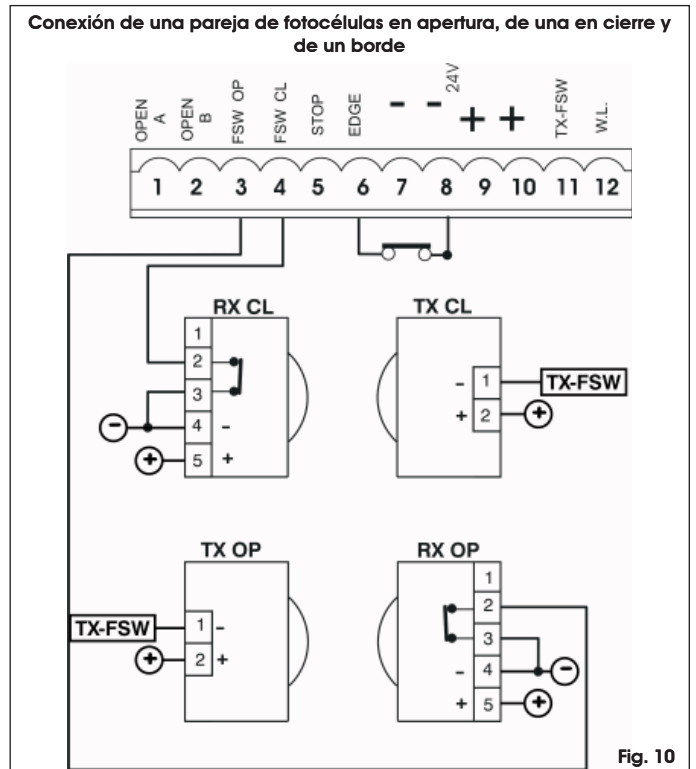 Conexión de una pareja de fotocélulas en apertura, de una en cierre y
de un borde
OPEN A
OPEN B
FSW OP
FSW CL
STOP
EDGE
-
-
24V
+
+
TX-FSW
W.L.
1 2 3 4 5 6 7 8 9 10 11 12
RX CL
1
2
3
- 4 -
+ 5 +
TX CL
- 1 TX-FSW
+ 2 +
TX OP
TX-FSW 1 -
+ 2 +
RX OP
1
2
3
- 4 -
+ 5 +
Fig. 10